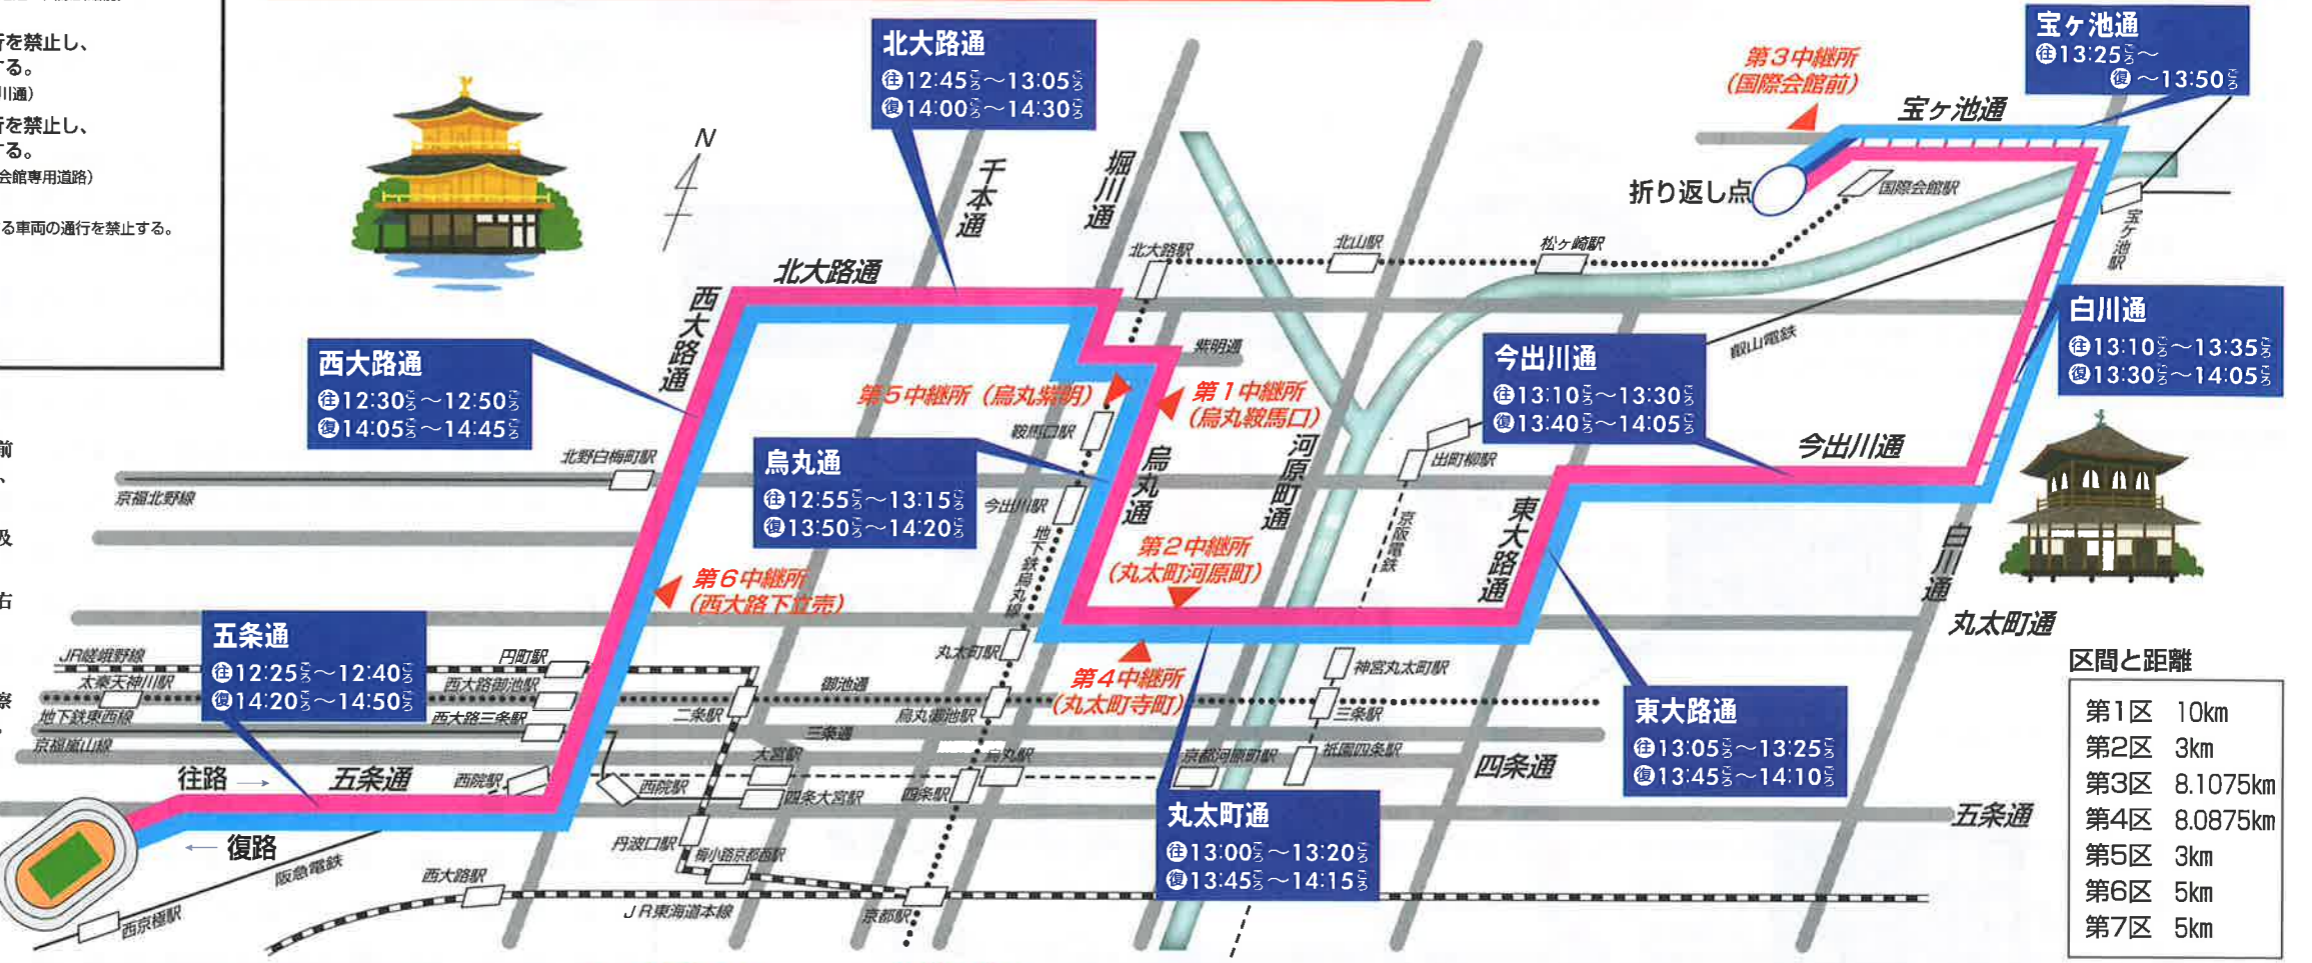 行を禁止し、
する。
川通）
行を禁止し、
する。
会館専用道路）
る車両の通行を禁止する。
前
、
及
右
察
北大路通
往12:45ごろ～13:05ごろ
復14:00ごろ～14:30ごろ
宝ヶ池通
往13:25ごろ～
復～13:50ごろ
第3中継所
（国際会館前）
宝ヶ池通
N
千本通
堀川通
折り返し点
国際会館駅
宝ヶ池駅
北大路駅
北山駅
松ヶ崎駅
北大路通
西大路通
叡山電鉄
白川通
往13:10ごろ～13:35ごろ
復13:30ごろ～14:05ごろ
西大路通
往12:30ごろ～12:50ごろ
復14:05ごろ～14:45ごろ
紫明通
今出川通
往13:10ごろ～13:30ごろ
復13:40ごろ～14:05ごろ
第5中継所（烏丸紫明）
第1中継所
（烏丸鞍馬口）
鞍馬口駅
烏丸通
往12:55ごろ～13:15ごろ
復13:50ごろ～14:20ごろ
北野白梅町駅
京福北野線
今出川駅
地下鉄烏丸線
烏丸通
河原町通
出町柳駅
京阪電鉄
今出川通
東大路通
白川通
第2中継所
（丸太町河原町）
第6中継所
（西大路下立売）
丸太町通
五条通
往12:25ごろ～12:40ごろ
復14:20ごろ～14:50ごろ
JR嵯峨野線
太秦天神川駅
地下鉄東西線
京福嵐山線
円町駅
西大路御池駅
西大路三条駅
丸太町駅
第4中継所
（丸太町寺町）
神宮丸太町駅
御池通
二条駅
烏丸御池駅
三条駅
三条通
大宮駅
烏丸駅
京都河原町駅
祇園四条駅
四条通
東大路通
往13:05ごろ～13:25ごろ
復13:45ごろ～14:10ごろ
往路 →
五条通
西院駅
西院駅
四条大宮駅
四条駅
丸太町通
往13:00ごろ～13:20ごろ
復13:45ごろ～14:15ごろ
五条通
← 復路
阪急電鉄
西京極駅
丹波口駅
梅小路京都西駅
西大路駅
JR東海道本線
京都駅
区間と距離
第1区 10km
第2区 3km
第3区 8.1075km
第4区 8.0875km
第5区 3km
第6区 5km
第7区 5km